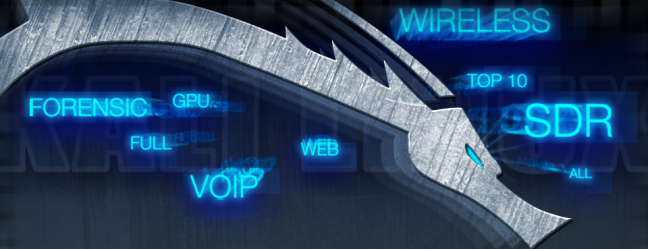 WIRELESS
TOP 10
FORENSIC
GPU
SDR
FULL
WEB
ALL
VOIP